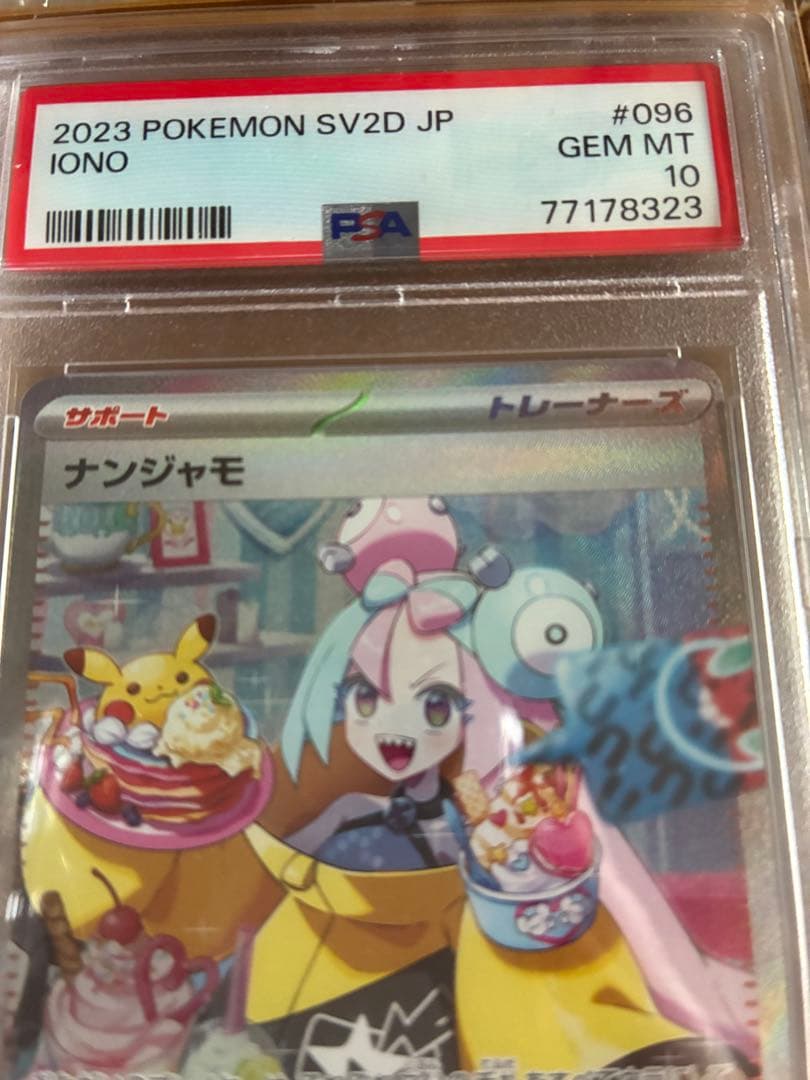 2023 POKEMON SV2D JP
#096
IONO
GEM MT
10
PSA
77178323
サポート
トレーナーズ
ナンジャモ